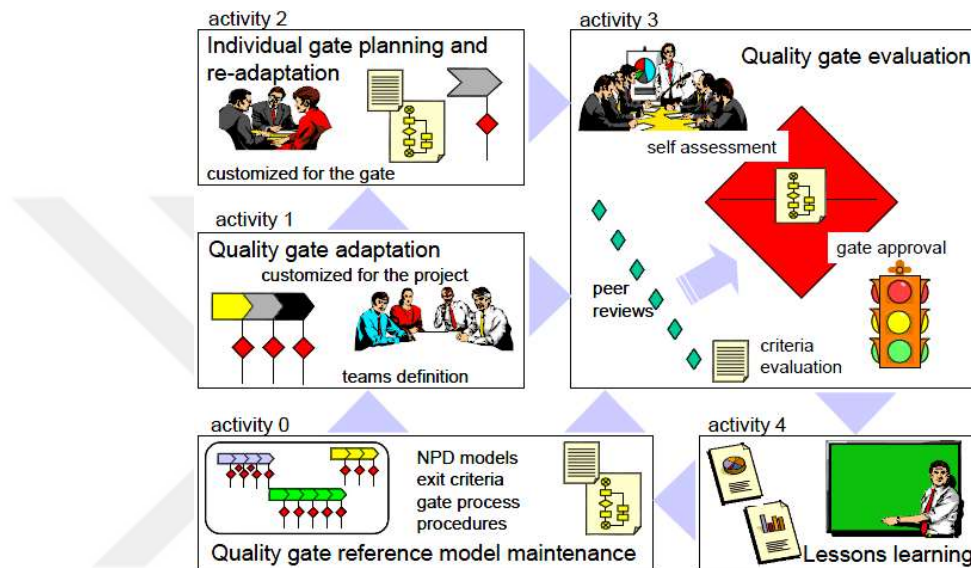 activity 2
Individual gate planning and
re-adaptation
customized for the gate
activity 3
Quality gate evaluation
self assessment
gate approval
peer
reviews
criteria
evaluation
activity 1
Quality gate adaptation
customized for the project
teams definition
activity 0
NPD models
exit criteria
gate process
procedures
Quality gate reference model maintenance
activity 4
Lessons learning